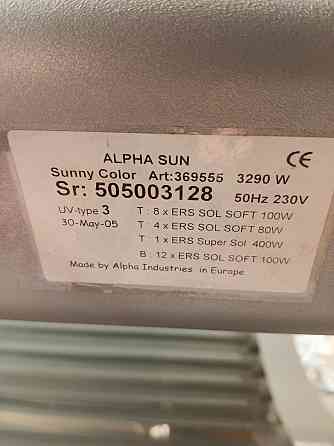 ALPHA SUN
CE
Sunny Color Art:369555 3290 W
Sr: 505003128 50Hz 230V
UV-type 3 T : 8 x ERS SOL SOFT 100W
30-May-05 T : 4 x ERS SOL SOFT 80W
T : 1 x ERS Super Sol 400W
B : 12 x ERS SOL SOFT 100W
Made by Alpha Industries in Europe